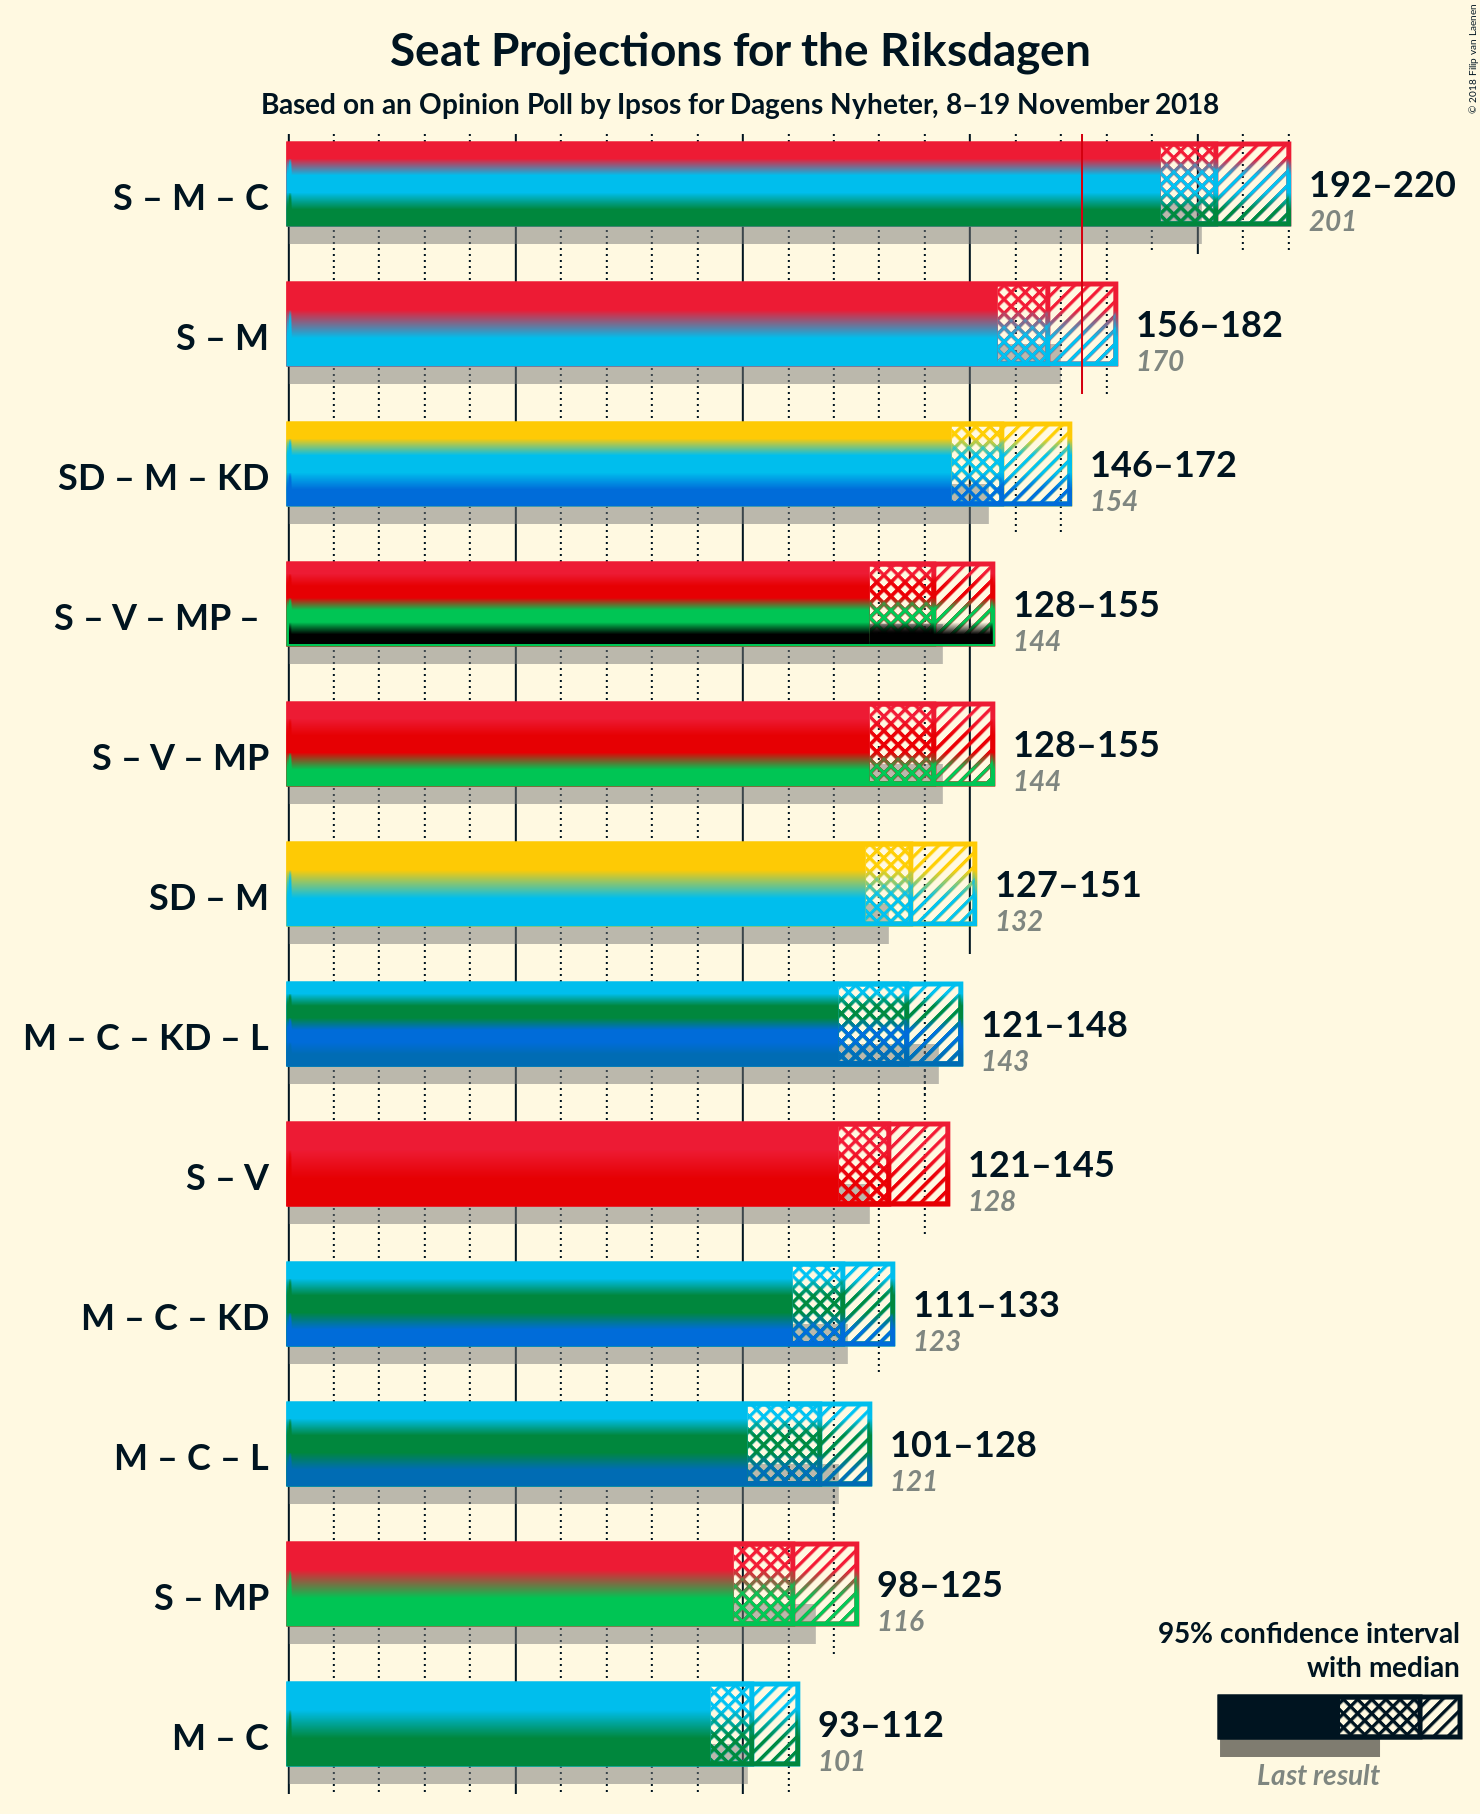 Seat Projections for the Riksdagen
Based on an Opinion Poll by Ipsos for Dagens Nyheter, 8–19 November 2018
© 2018 Filip van Laenen
S – M – C
192–220
201
S – M
156–182
170
SD – M – KD
146–172
154
S – V – MP –
128–155
144
S – V – MP
128–155
144
SD – M
127–151
132
M – C – KD – L
121–148
143
S – V
121–145
128
M – C – KD
111–133
123
M – C – L
101–128
121
S – MP
98–125
116
M – C
93–112
101
95% confidence interval
with median
Last result